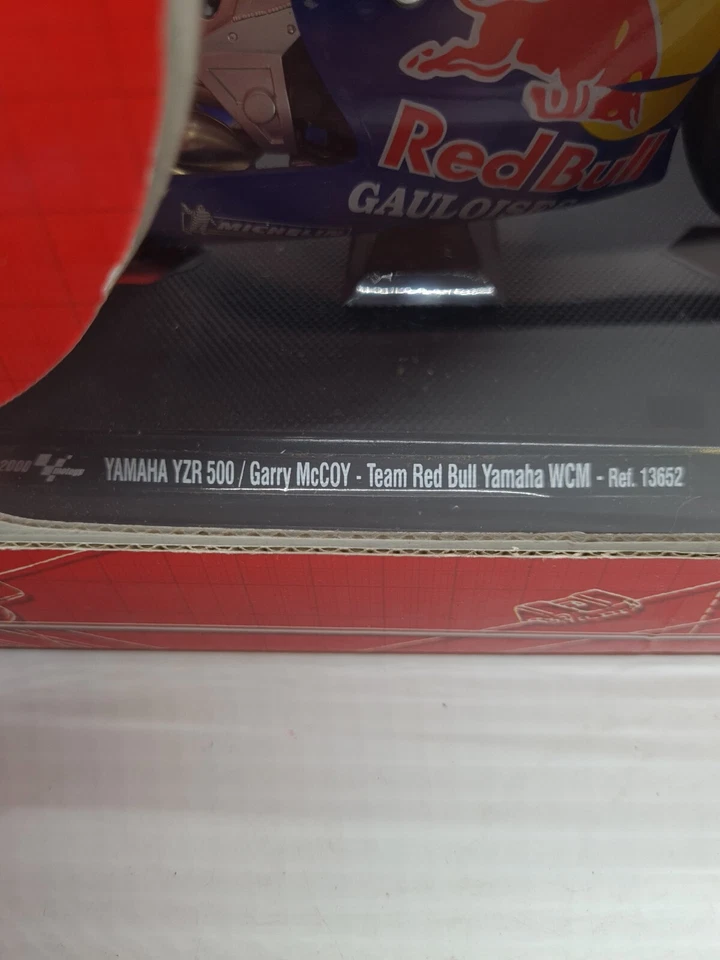 Red Bull
GAULOISES
MICHELIN
2000 YAMAHA YZR 500 / Garry McCOY - Team Red Bull Yamaha WCM - Ref. 13652